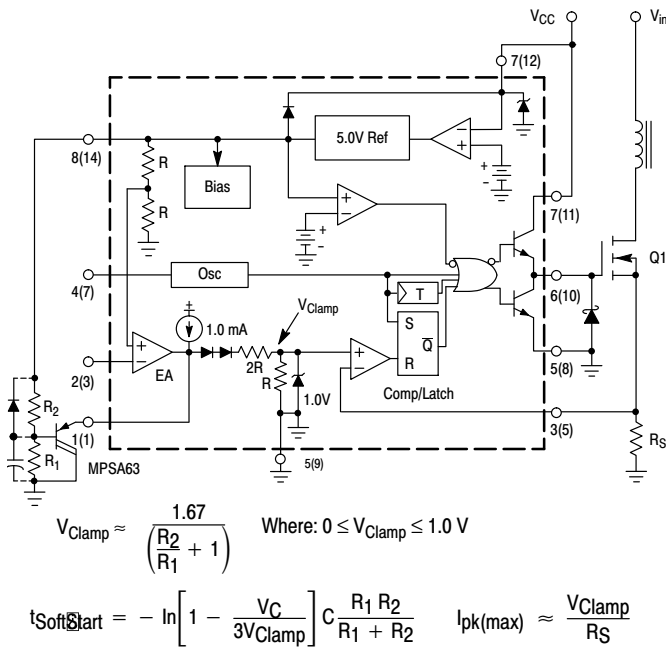 VCC Vin
7(12)
5.0V Ref
−
+
+
−
8(14)
R
Bias
R
+
−
+
−
7(11)
Q1
Osc
4(7)
T
6(10)
VClamp
±
1.0 mA
S
Q̅
R
+
−
EA
2R
R
1.0V
+
−
Comp/Latch
5(8)
2(3)
R2
R1
1(1)
MPSA63
5(9)
3(5)
RS
VClamp ≈ 1.67 / (R2/R1 + 1) Where: 0 ≤ VClamp ≤ 1.0 V
tSoftStart = − ln[1 − VC/3VClamp] C R1 R2/R1 + R2 Ipk(max) ≈ VClamp/RS